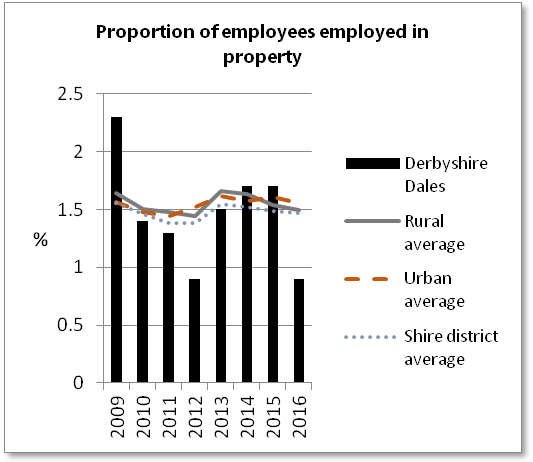 Proportion of employees employed in
property
2.5
2
1.5
1
0.5
0
%
2009
2010
2011
2012
2013
2014
2015
2016
Derbyshire
Dales
Rural
average
Urban
average
Shire district
average